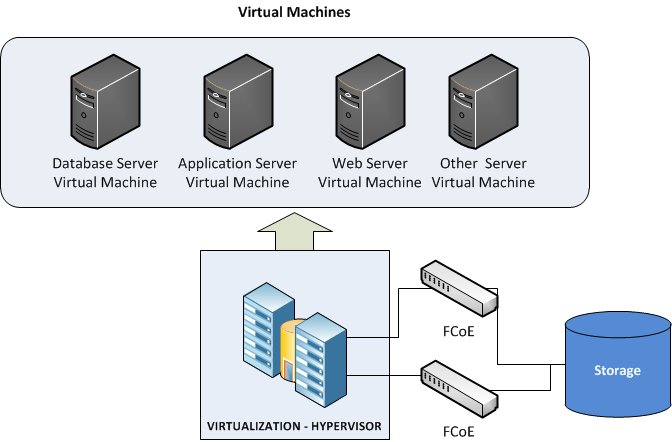 Virtual Machines
Database Server
Virtual Machine
Application Server
Virtual Machine
Web Server
Virtual Machine
Other Server
Virtual Machine
FCoE
Storage
VIRTUALIZATION - HYPERVISOR
FCoE